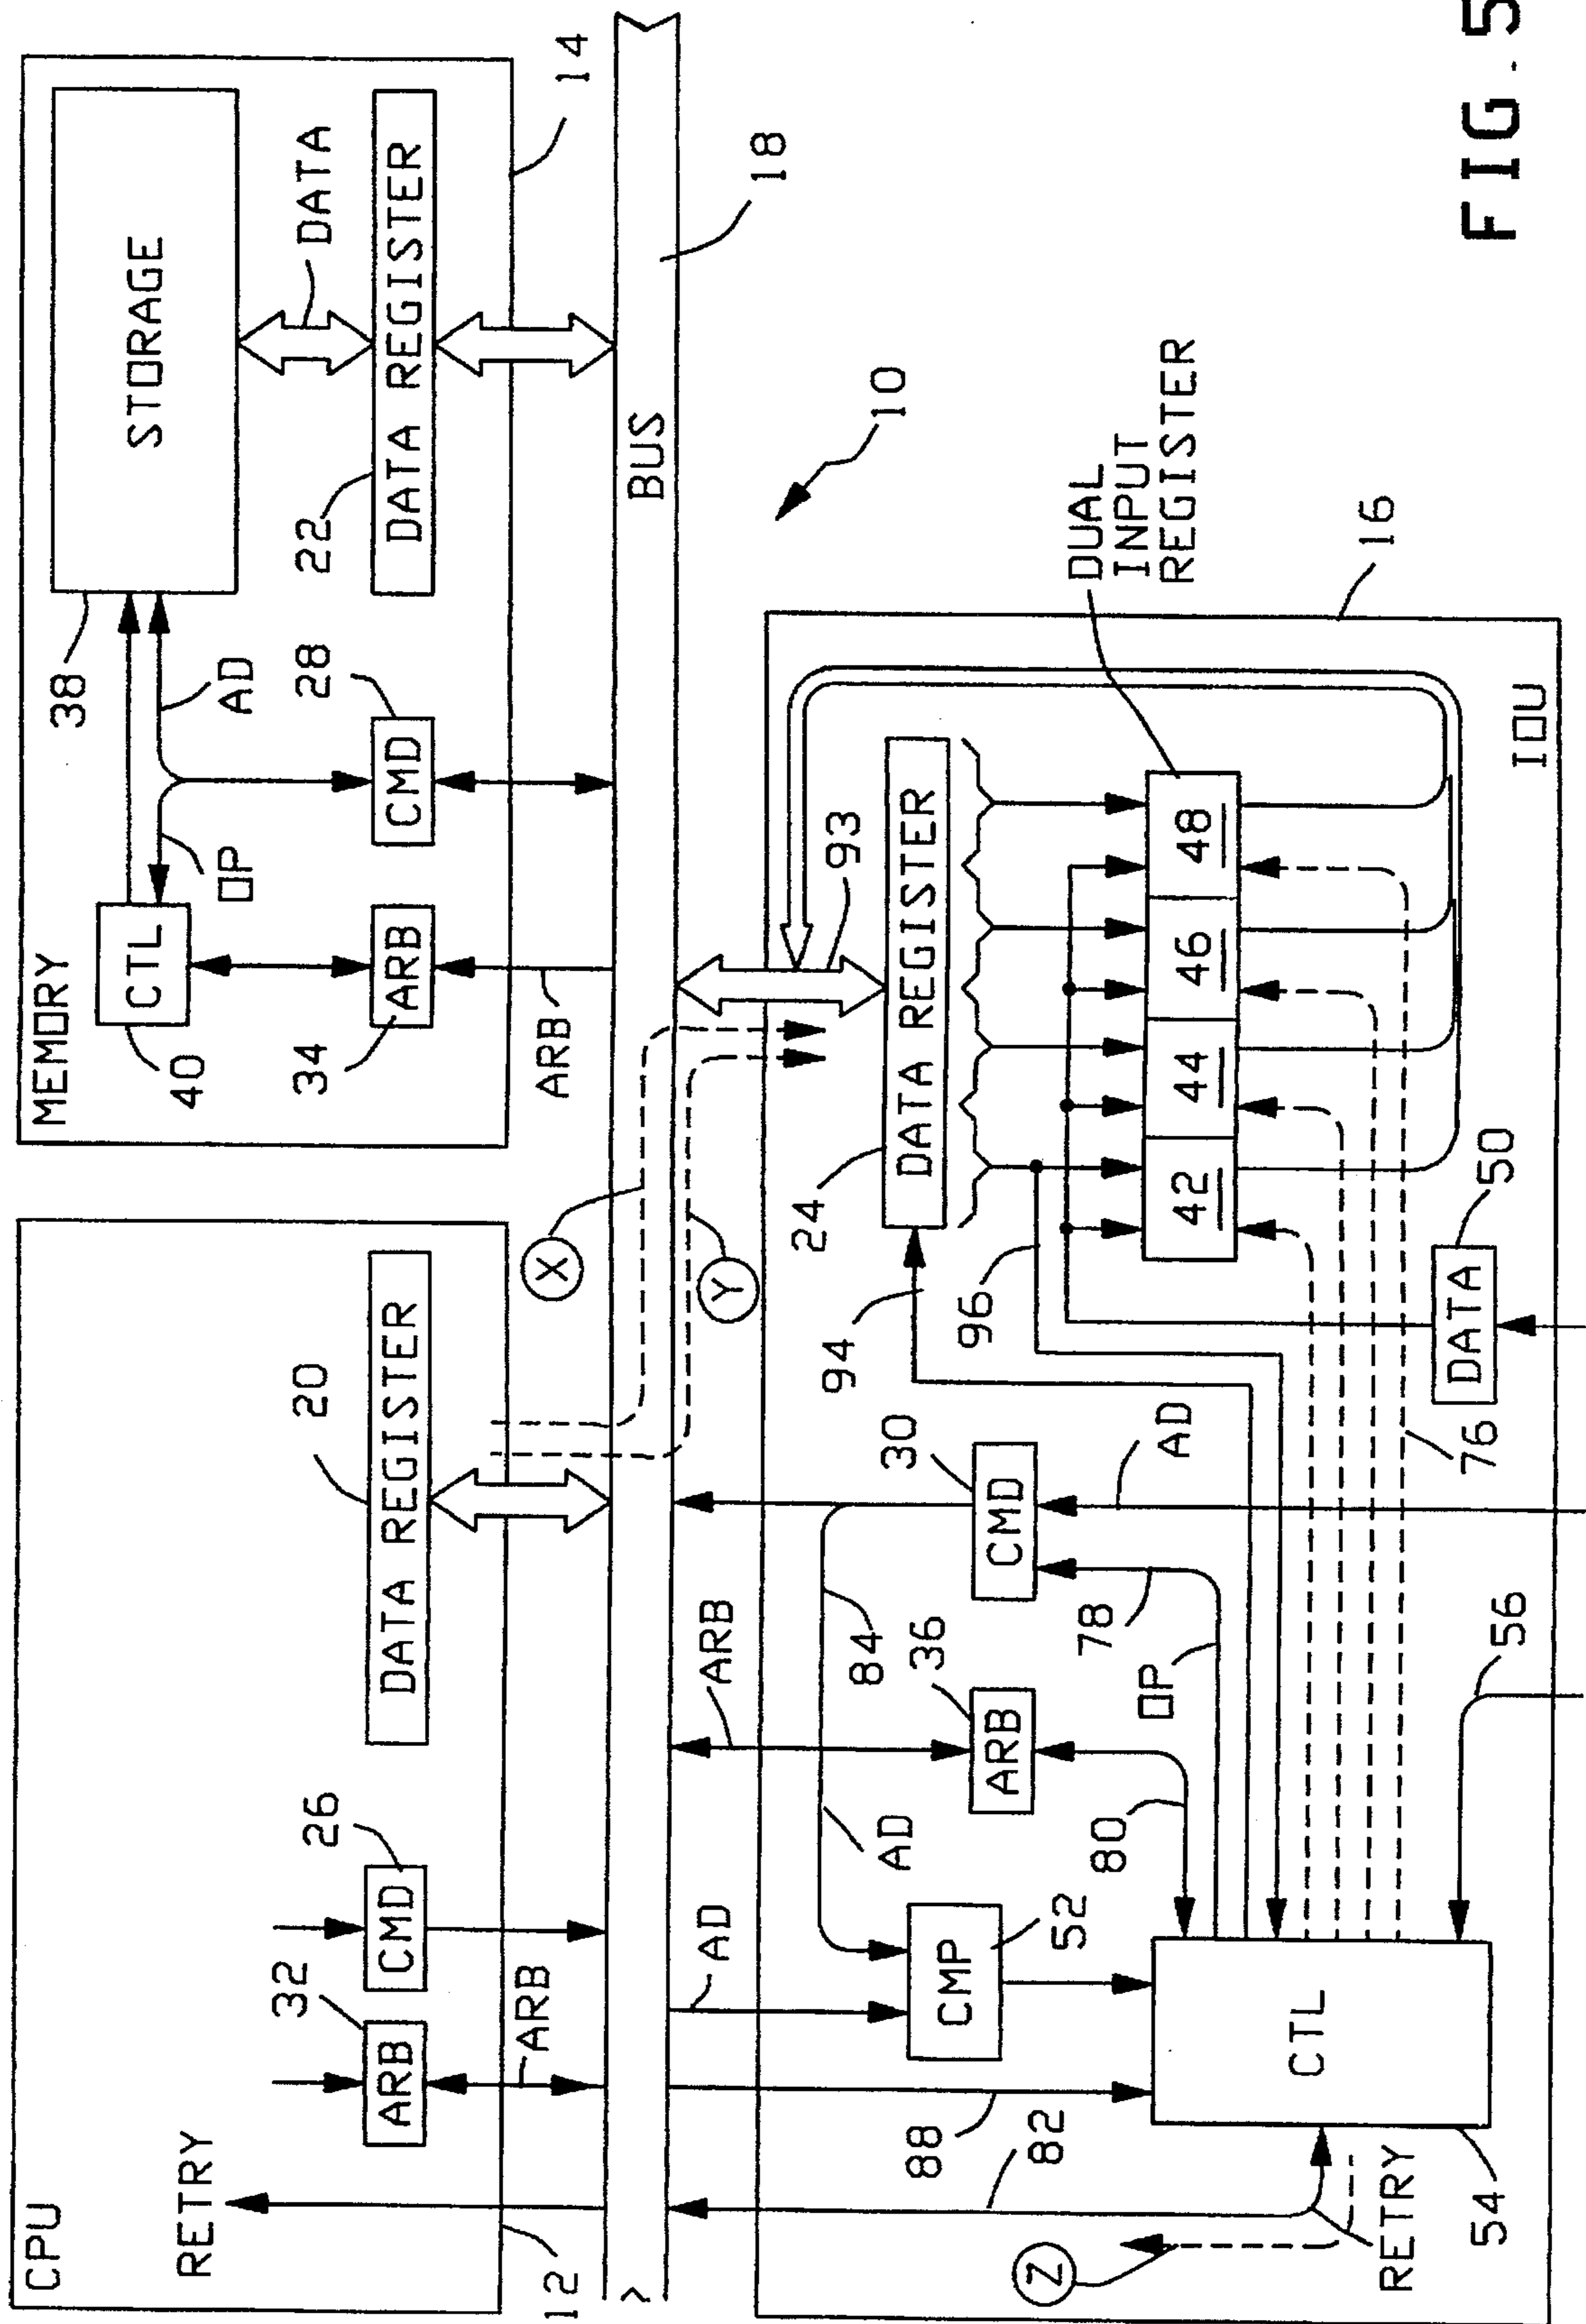 CPU
RETRY
32
ARB
26
CMD
20
DATA REGISTER
12
ARB
MEMORY
40
CTL
OP
AD
38
STORAGE
DATA
34
ARB
28
CMD
22
DATA REGISTER
14
ARB
X
Y
BUS
18
10
88
82
Z
RETRY
54
CTL
AD
CMP
52
AD
ARB
84
36
ARB
80
OP
78
30
CMD
AD
56
76
94
96
24
DATA REGISTER
93
42
44
46
48
DUAL
INPUT
REGISTER
DATA
50
16
IOU
FIG. 5